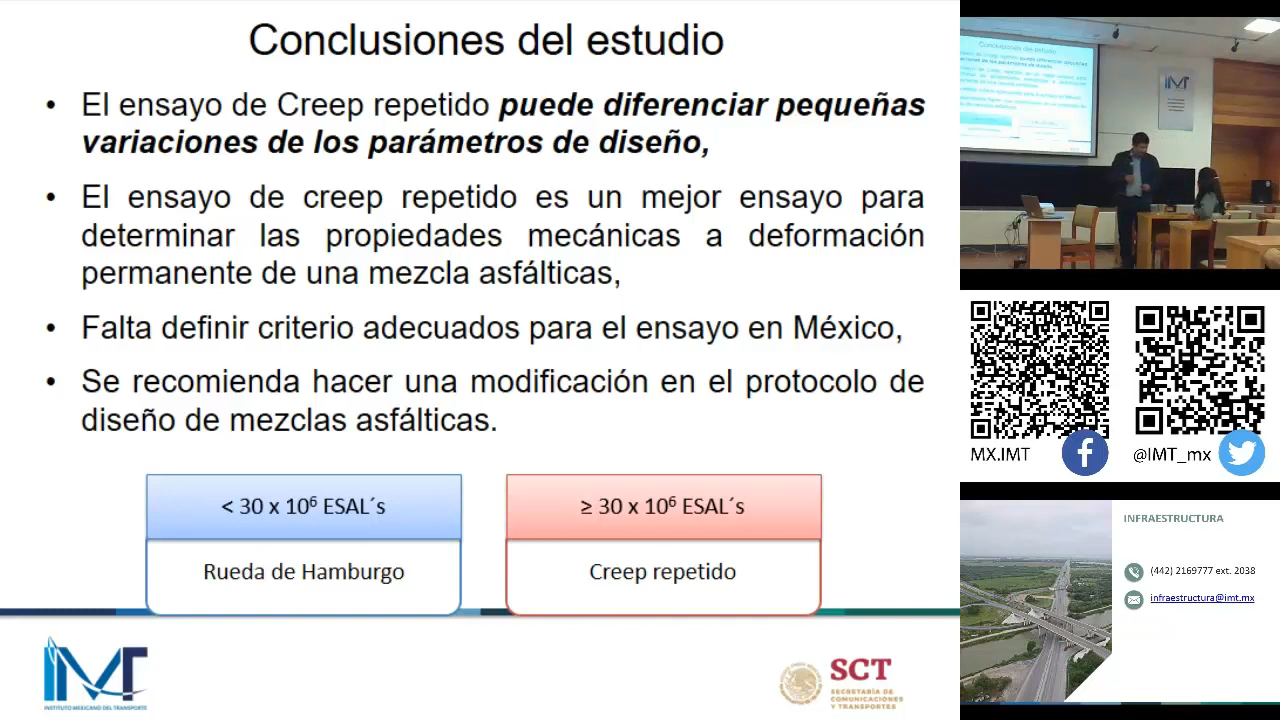 Conclusiones del estudio
• El ensayo de Creep repetido puede diferenciar pequeñas
variaciones de los parámetros de diseño,
• El ensayo de creep repetido es un mejor ensayo para
determinar las propiedades mecánicas a deformación
permanente de una mezcla asfálticas,
• Falta definir criterio adecuados para el ensayo en México,
• Se recomienda hacer una modificación en el protocolo de
diseño de mezclas asfálticas.
< 30 x 10⁶ ESAL´s
Rueda de Hamburgo
≥ 30 x 10⁶ ESAL´s
Creep repetido
IMT
INSTITUTO MEXICANO DEL TRANSPORTE
SCT
SECRETARÍA DE
COMUNICACIONES
Y TRANSPORTES
Conclusiones del estudio
IMT
MX.IMT
@IMT_mx
INFRAESTRUCTURA
(442) 2169777 ext. 2038
infraestructura@imt.mx